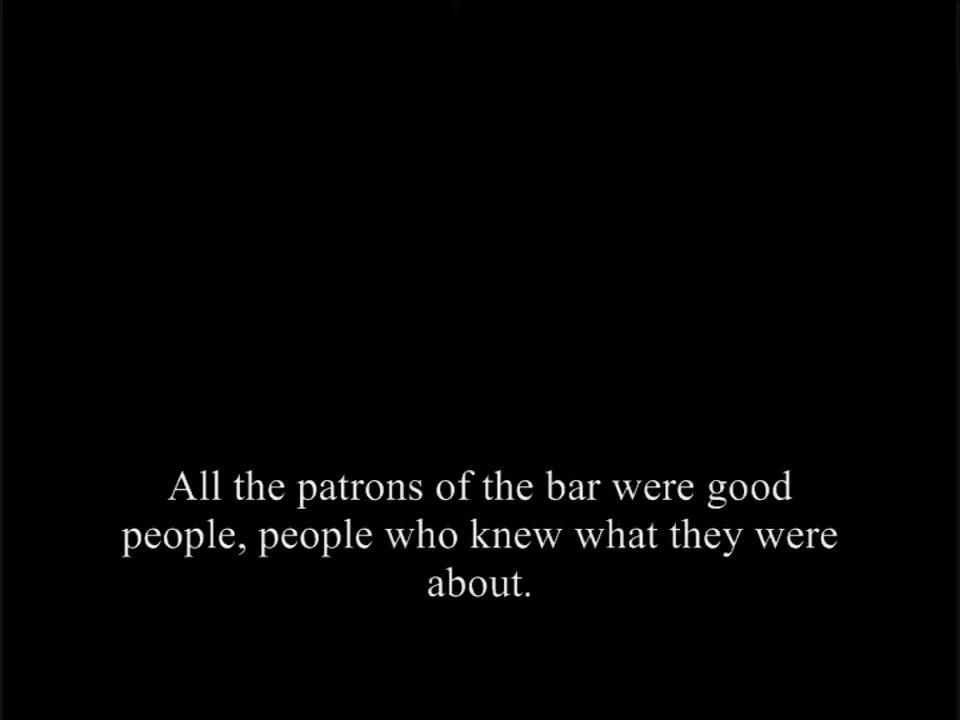 All the patrons of the bar were good
people, people who knew what they were
about.